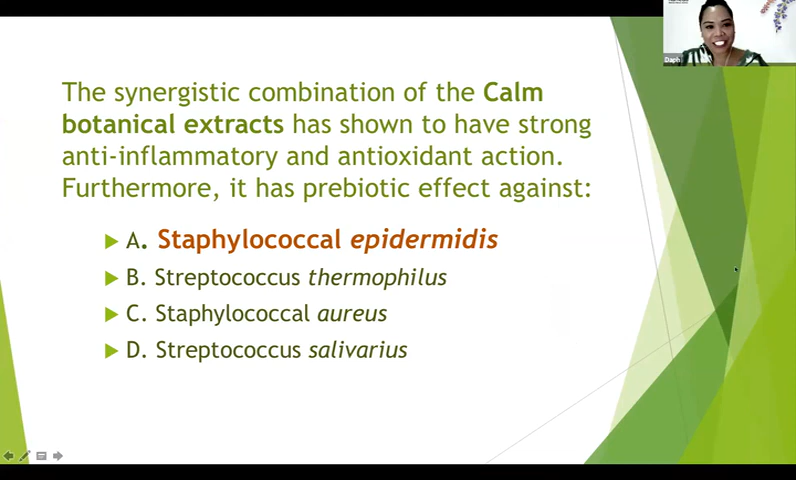 The synergistic combination of the Calm
botanical extracts has shown to have strong
anti-inflammatory and antioxidant action.
Furthermore, it has prebiotic effect against:
A. Staphylococcal epidermidis
B. Streptococcus thermophilus
C. Staphylococcal aureus
D. Streptococcus salivarius
Daph